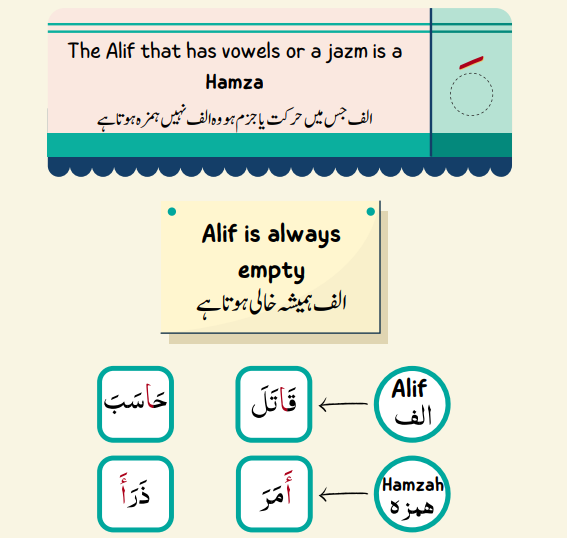 The Alif that has vowels or a jazm is a
Hamza
الف جس میں حرکت یا جزم ہو وہ الف نہیں ہمزہ ہوتا ہے
Alif is always
empty
الف ہمیشہ خالی ہوتا ہے
Alif
الف
قَاتَلَ
حَاسَبَ
Hamzah
همزه
أَمَرَ
ذَرَأَ